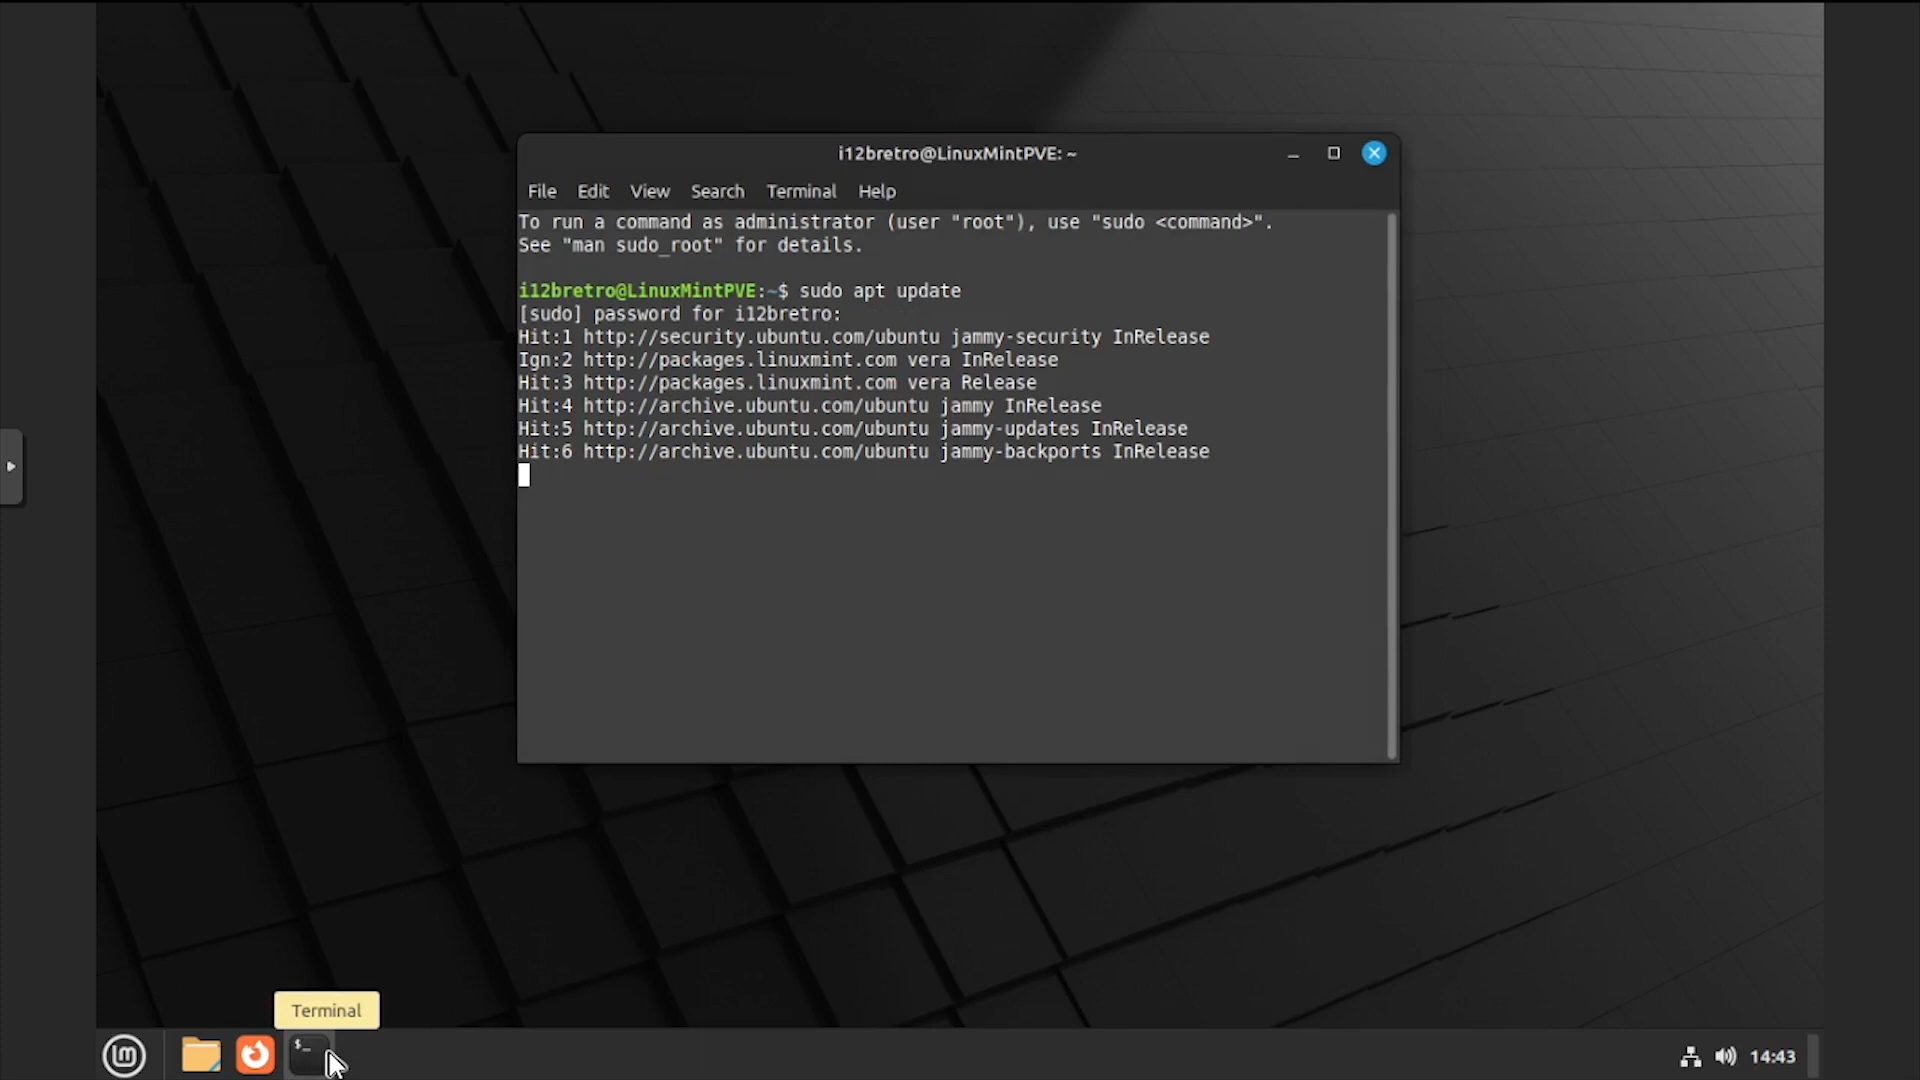 i12bretro@LinuxMintPVE: ~
File Edit View Search Terminal Help
To run a command as administrator (user "root"), use "sudo <command>".
See "man sudo_root" for details.
i12bretro@LinuxMintPVE:~$ sudo apt update
[sudo] password for i12bretro:
Hit:1 http://security.ubuntu.com/ubuntu jammy-security InRelease
Ign:2 http://packages.linuxmint.com vera InRelease
Hit:3 http://packages.linuxmint.com vera Release
Hit:4 http://archive.ubuntu.com/ubuntu jammy InRelease
Hit:5 http://archive.ubuntu.com/ubuntu jammy-updates InRelease
Hit:6 http://archive.ubuntu.com/ubuntu jammy-backports InRelease
Terminal
$_
14:43